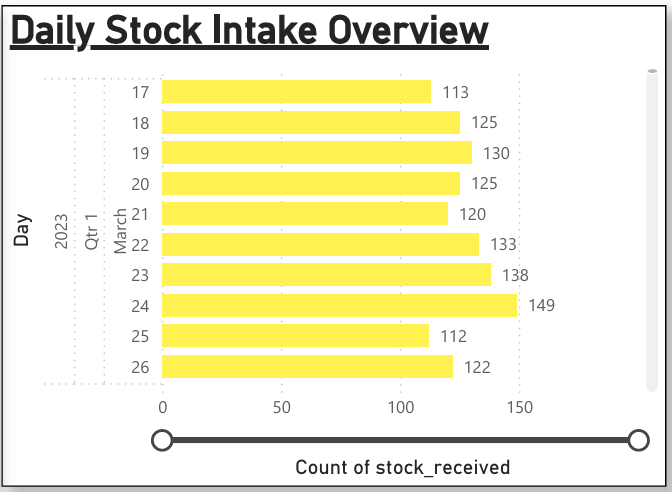 Daily Stock Intake Overview
Day
2023
Qtr 1
March
17 113
18 125
19 130
20 125
21 120
22 133
23 138
24 149
25 112
26 122
0 50 100 150
Count of stock_received